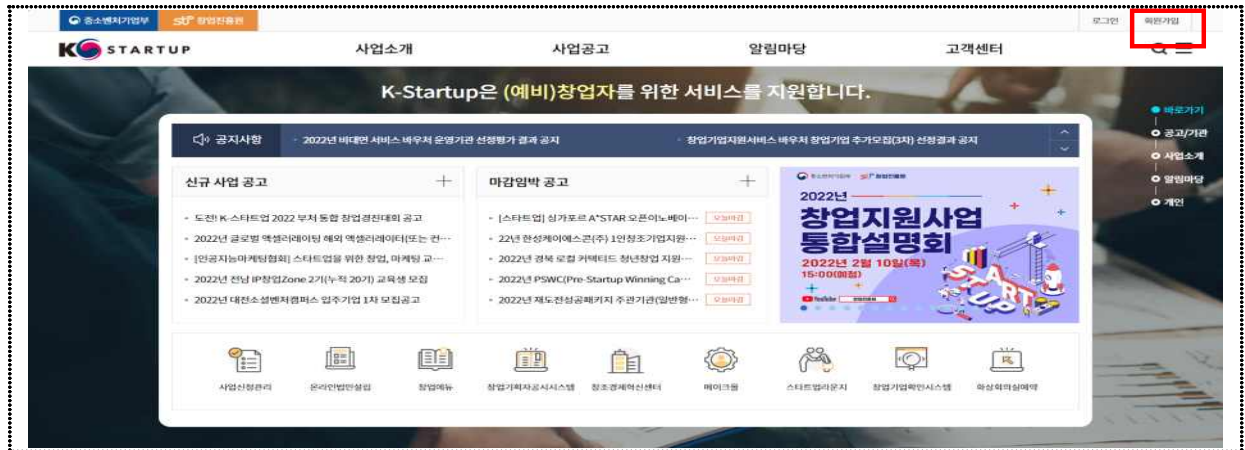 중소벤처기업부 창업진흥원 로그인 회원가입
K STARTUP 사업소개 사업공고 알림마당 고객센터
K-Startup은 (예비)창업자를 위한 서비스를 지원합니다.
바로가기
공고/기관
사업소개
알림마당
개인
공지사항 · 2022년 비대면 서비스 바우처 운영기관 선정평가 결과 공지 · 창업기업지원서비스 바우처 창업기업 추가모집(3차) 선정결과 공지
신규 사업 공고 +
· 도전! K-스타트업 2022 부처 통합 창업경진대회 공고
· 2022년 글로벌 액셀러레이팅 해외 액셀러레이터(또는 컨…
· [인공지능마케팅협회] 스타트업을 위한 창업, 마케팅 교…
· 2022년 전남 IP창업Zone 2기(누적 20기) 교육생 모집
· 2022년 대전소셜벤처캠퍼스 입주기업 1차 모집공고
마감임박 공고 +
· [스타트업] 싱가포르 A*STAR 오픈이노베이… 오늘마감
· 22년 한성케이에스콘(주) 1인창조기업지원… 오늘마감
· 2022년 경북 로컬 커넥티드 청년창업 지원… 오늘마감
· 2022년 PSWC(Pre-Startup Winning Ca… 오늘마감
· 2022년 재도전성공패키지 주관기관(일반형… 오늘마감
중소벤처기업부 창업진흥원
2022년
창업지원사업
통합설명회
2022년 2월 10일(목)
15:00(예정)
YouTube 창업진흥원
START
UP
사업신청관리 온라인법인설립 창업에듀 창업기획자공시시스템 창조경제혁신센터 메이크올 스타트업라운지 창업기업확인시스템 화상회의실예약